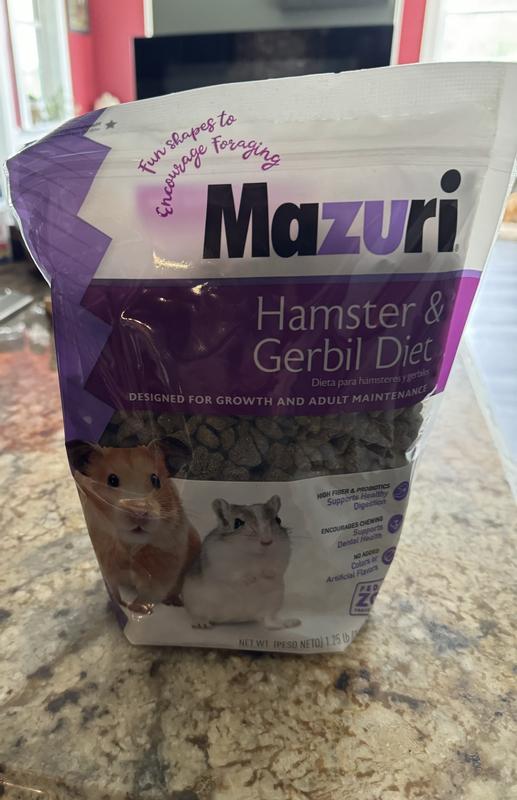 Fun shapes to
Encourage Foraging
Mazuri
Hamster &
Gerbil Diet
Dieta para hámsteres y gerbiles
DESIGNED FOR GROWTH AND ADULT MAINTENANCE
HIGH FIBER & PROBIOTICS
Supports Healthy
Digestion
ENCOURAGES CHEWING
Supports
Dental Health
NO ADDED
Colors or
Artificial Flavors
NET WT. (PESO NETO) 1.25 lb